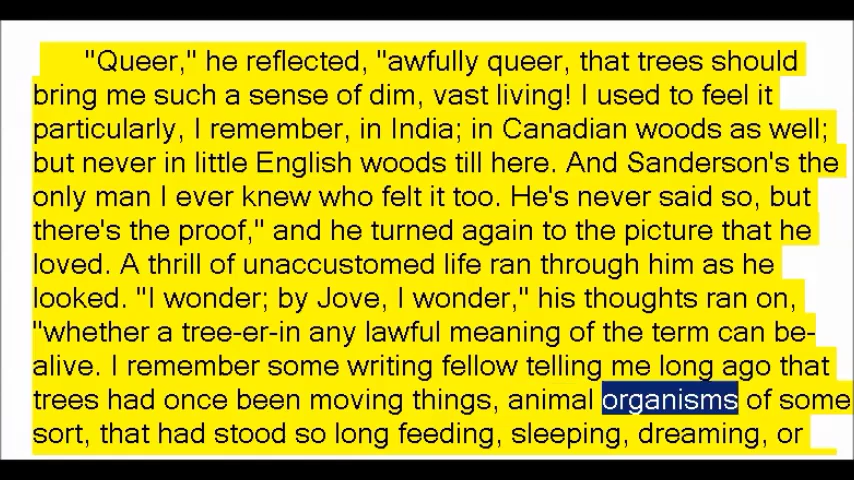 "Queer," he reflected, "awfully queer, that trees should
bring me such a sense of dim, vast living! I used to feel it
particularly, I remember, in India; in Canadian woods as well;
but never in little English woods till here. And Sanderson's the
only man I ever knew who felt it too. He's never said so, but
there's the proof," and he turned again to the picture that he
loved. A thrill of unaccustomed life ran through him as he
looked. "I wonder; by Jove, I wonder," his thoughts ran on,
"whether a tree-er-in any lawful meaning of the term can be-
alive. I remember some writing fellow telling me long ago that
trees had once been moving things, animal organisms of some
sort, that had stood so long feeding, sleeping, dreaming, or